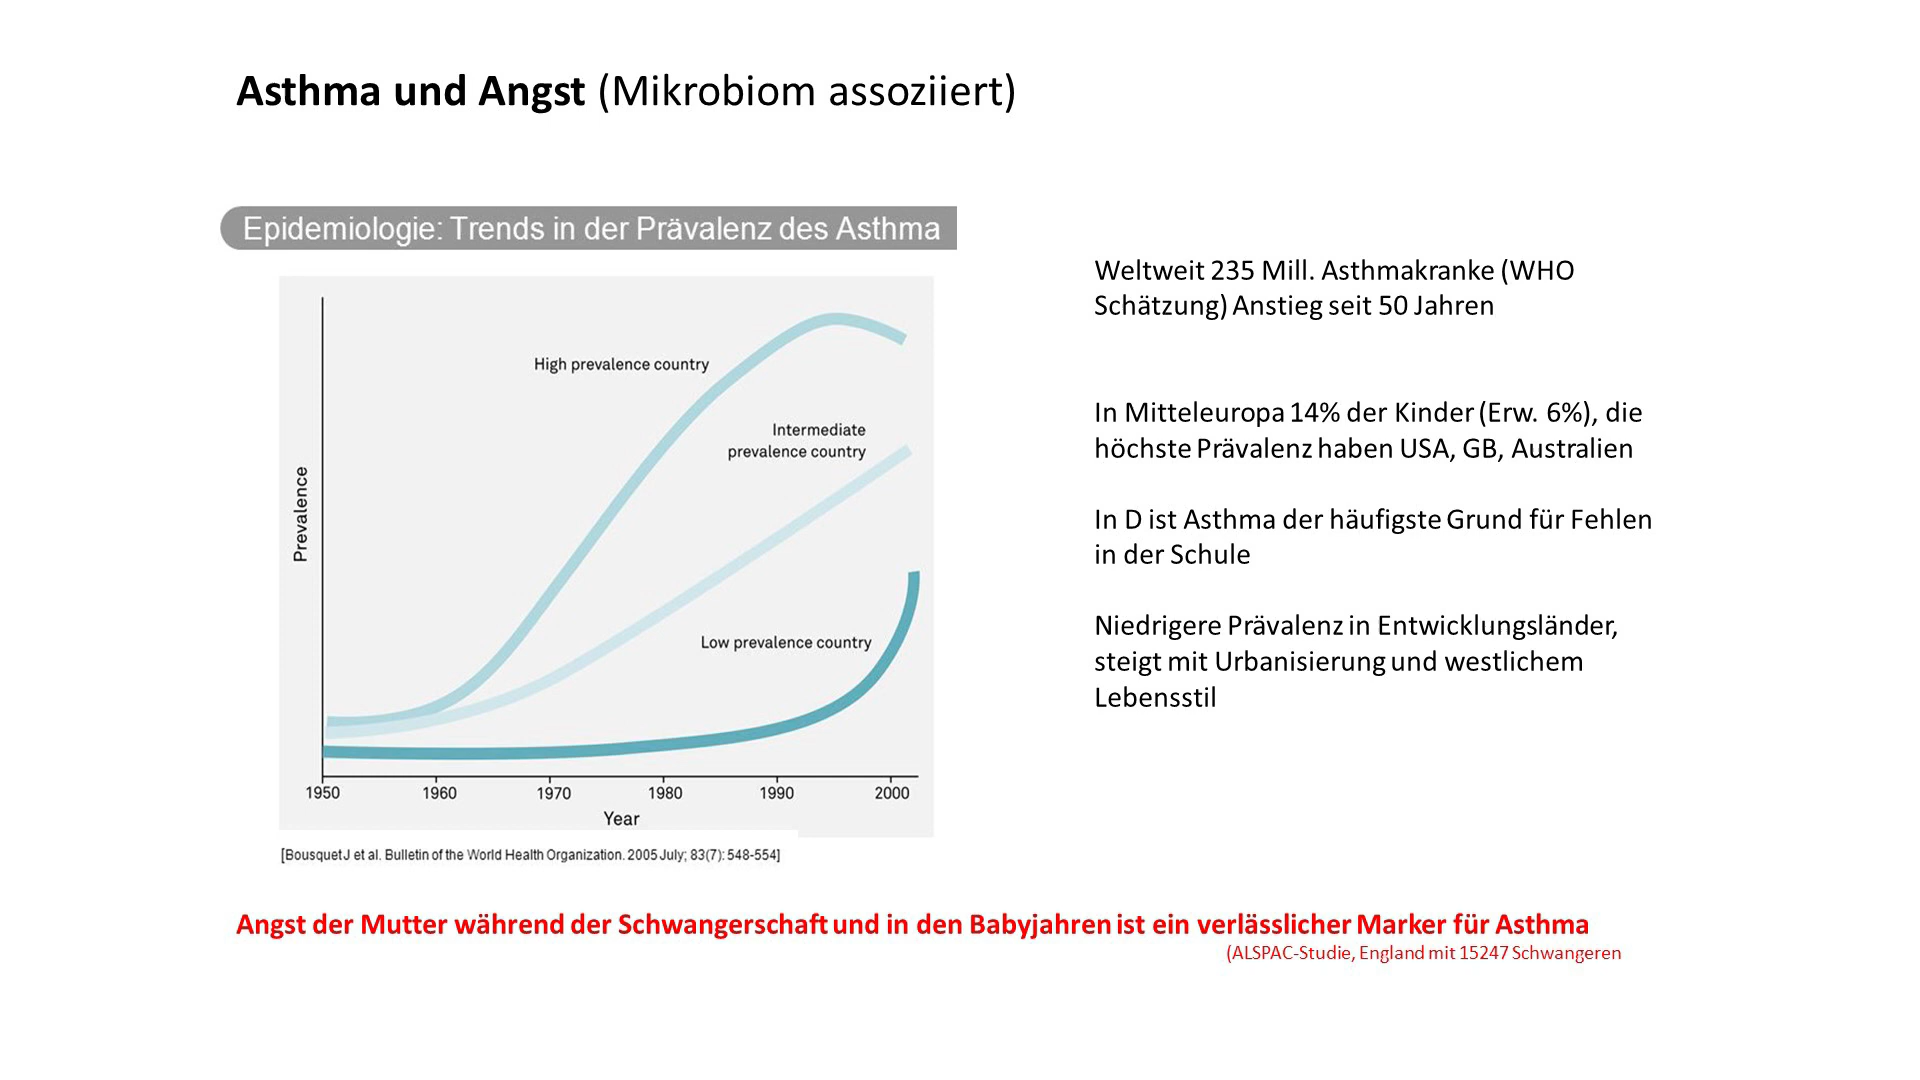 Asthma und Angst (Mikrobiom assoziiert)
Epidemiologie: Trends in der Prävalenz des Asthma
High prevalence country
Intermediate
prevalence country
Low prevalence country
Prevalence
1950 1960 1970 1980 1990 2000
Year
[Bousquet J et al. Bulletin of the World Health Organization. 2005 July; 83(7): 548-554]
Weltweit 235 Mill. Asthmakranke (WHO
Schätzung) Anstieg seit 50 Jahren
In Mitteleuropa 14% der Kinder (Erw. 6%), die
höchste Prävalenz haben USA, GB, Australien
In D ist Asthma der häufigste Grund für Fehlen
in der Schule
Niedrigere Prävalenz in Entwicklungsländer,
steigt mit Urbanisierung und westlichem
Lebensstil
Angst der Mutter während der Schwangerschaft und in den Babyjahren ist ein verlässlicher Marker für Asthma
(ALSPAC-Studie, England mit 15247 Schwangeren